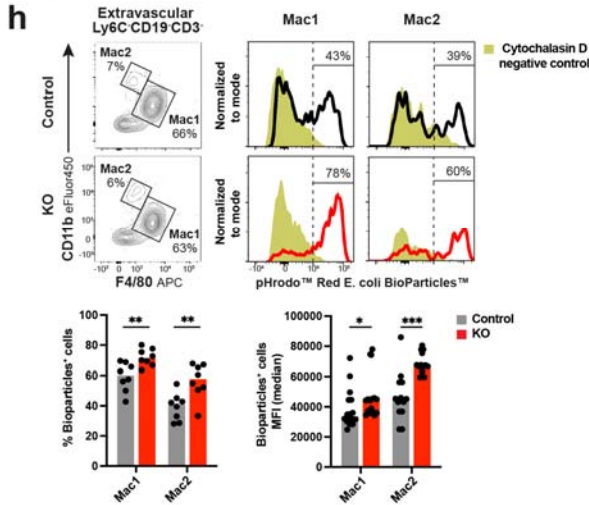 h
Extravascular
Ly6C-CD19-CD3-
Mac1
Mac2
Cytochalasin D
negative control
Control
Mac2
7%
Mac1
66%
Normalized
to mode
43%
39%
KO
CD11b eFluor450
Mac2
6%
Mac1
63%
Normalized
to mode
78%
60%
F4/80 APC
pHrodo™ Red E. coli BioParticles™
% Bioparticles+ cells
100
80
60
40
20
0
**
**
Mac1
Mac2
Bioparticles+ cells
MFI (median)
100000
80000
60000
40000
20000
0
*
***
Mac1
Mac2
Control
KO